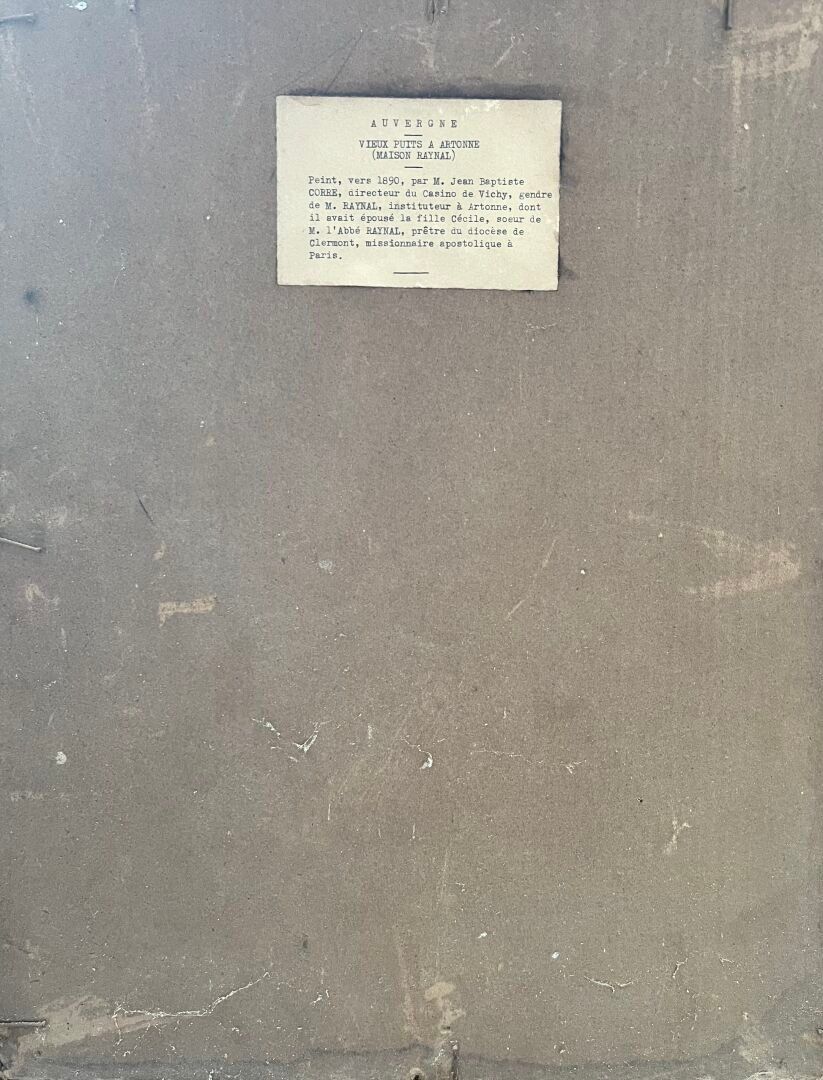 AUVERGNE
VIEUX PUITS A ARTONNE
(MAISON RAYNAL)
Peint, vers 1890, par M. Jean Baptiste
CORRE, directeur du Casino de Vichy, gendre
de M. RAYNAL, instituteur à Artonne, dont
il avait épousé la fille Cécile, soeur de
M. l'Abbé RAYNAL, prêtre du diocèse de
Clermont, missionnaire apostolique à
Paris.